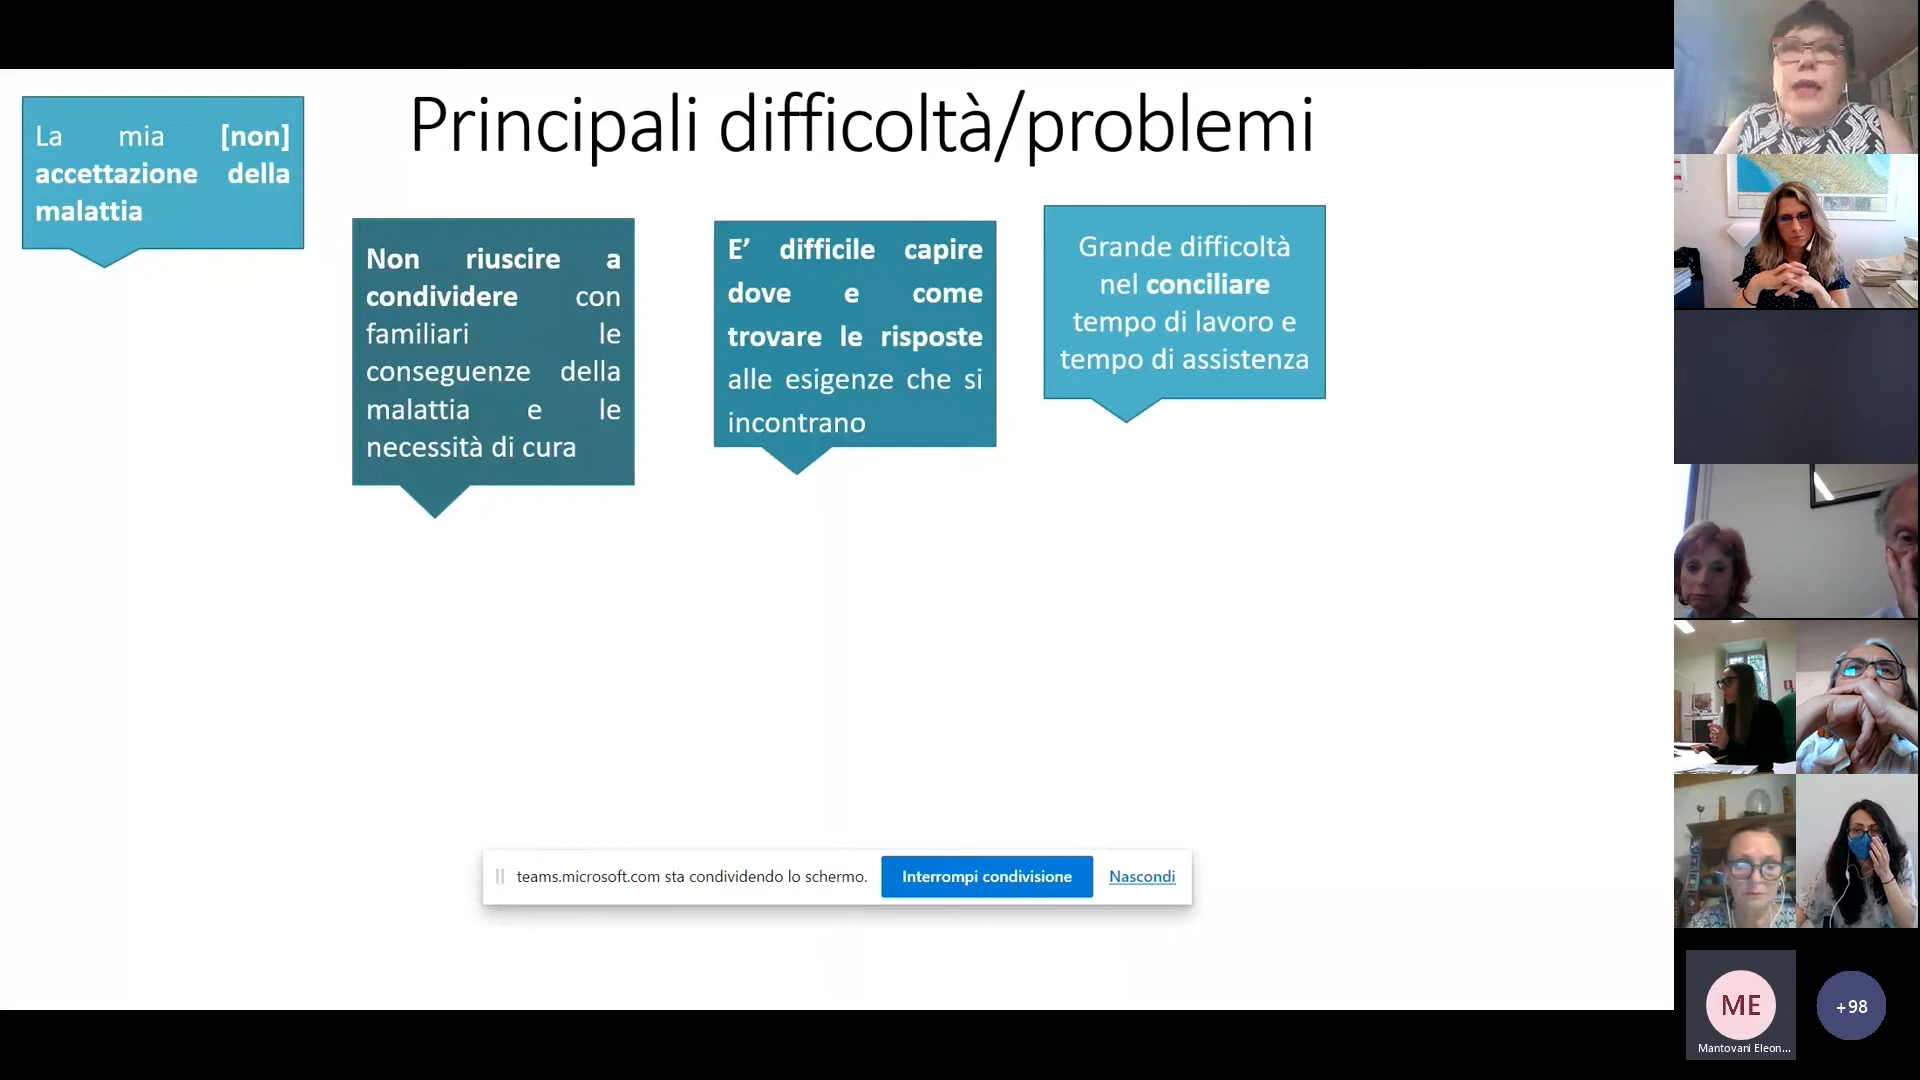 Principali difficoltà/problemi
La mia [non]
accettazione della
malattia
Non riuscire a
condividere con
familiari le
conseguenze della
malattia e le
necessità di cura
E’ difficile capire
dove e come
trovare le risposte
alle esigenze che si
incontrano
Grande difficoltà
nel conciliare
tempo di lavoro e
tempo di assistenza
teams.microsoft.com sta condividendo lo schermo.
Interrompi condivisione
Nascondi
ME
Mantovani Eleon...
+98